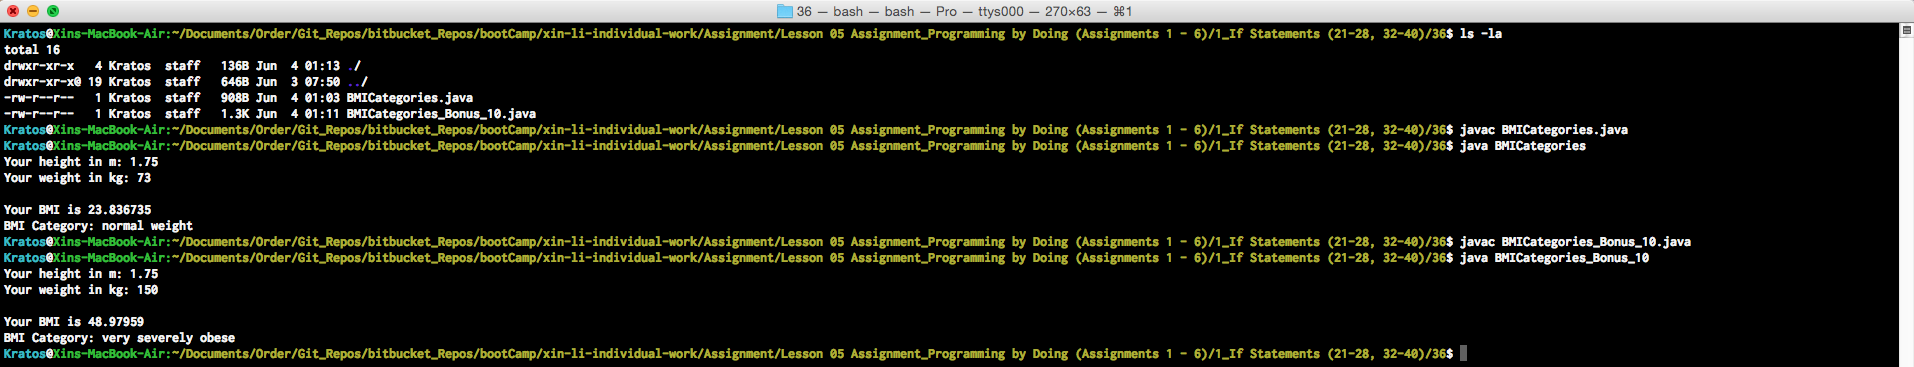 36 — bash — bash — Pro — ttys000 — 270×63 — ⌘1
Kratos@Xins-MacBook-Air:~/Documents/Order/Git_Repos/bitbucket_Repos/bootCamp/xin-li-individual-work/Assignment/Lesson 05 Assignment_Programming by Doing (Assignments 1 - 6)/1_If Statements (21-28, 32-40)/36$ ls -la
total 16
drwxr-xr-x   4 Kratos  staff   136B Jun  4 01:13 ./
drwxr-xr-x@ 19 Kratos  staff   646B Jun  3 07:50 ../
-rw-r--r--   1 Kratos  staff   908B Jun  4 01:03 BMICategories.java
-rw-r--r--   1 Kratos  staff   1.3K Jun  4 01:11 BMICategories_Bonus_10.java
Kratos@Xins-MacBook-Air:~/Documents/Order/Git_Repos/bitbucket_Repos/bootCamp/xin-li-individual-work/Assignment/Lesson 05 Assignment_Programming by Doing (Assignments 1 - 6)/1_If Statements (21-28, 32-40)/36$ javac BMICategories.java
Kratos@Xins-MacBook-Air:~/Documents/Order/Git_Repos/bitbucket_Repos/bootCamp/xin-li-individual-work/Assignment/Lesson 05 Assignment_Programming by Doing (Assignments 1 - 6)/1_If Statements (21-28, 32-40)/36$ java BMICategories
Your height in m: 1.75
Your weight in kg: 73
Your BMI is 23.836735
BMI Category: normal weight
Kratos@Xins-MacBook-Air:~/Documents/Order/Git_Repos/bitbucket_Repos/bootCamp/xin-li-individual-work/Assignment/Lesson 05 Assignment_Programming by Doing (Assignments 1 - 6)/1_If Statements (21-28, 32-40)/36$ javac BMICategories_Bonus_10.java
Kratos@Xins-MacBook-Air:~/Documents/Order/Git_Repos/bitbucket_Repos/bootCamp/xin-li-individual-work/Assignment/Lesson 05 Assignment_Programming by Doing (Assignments 1 - 6)/1_If Statements (21-28, 32-40)/36$ java BMICategories_Bonus_10
Your height in m: 1.75
Your weight in kg: 150
Your BMI is 48.97959
BMI Category: very severely obese
Kratos@Xins-MacBook-Air:~/Documents/Order/Git_Repos/bitbucket_Repos/bootCamp/xin-li-individual-work/Assignment/Lesson 05 Assignment_Programming by Doing (Assignments 1 - 6)/1_If Statements (21-28, 32-40)/36$